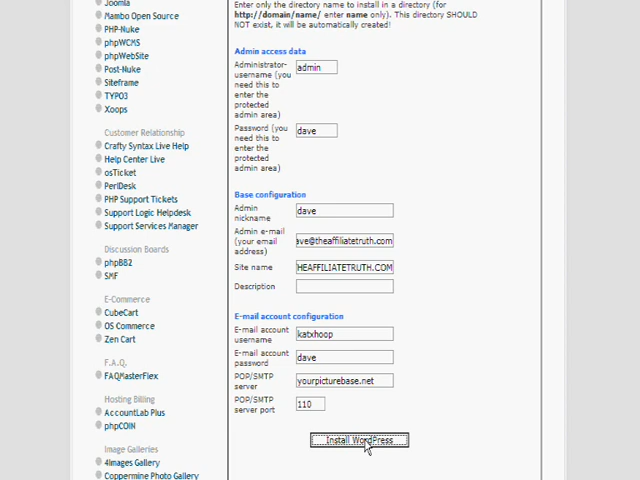 Joomla
Mambo Open Source
PHP-Nuke
phpWCMS
phpWebSite
Post-Nuke
Siteframe
TYPO3
Xoops
Customer Relationship
Crafty Syntax Live Help
Help Center Live
osTicket
PerlDesk
PHP Support Tickets
Support Logic Helpdesk
Support Services Manager
Discussion Boards
phpBB2
SMF
E-Commerce
CubeCart
OS Commerce
Zen Cart
F.A.Q.
FAQMasterFlex
Hosting Billing
AccountLab Plus
phpCOIN
Image Galleries
4Images Gallery
Coppermine Photo Gallery
Enter only the directory name to install in a directory (for
http://domain/name/ enter name only). This directory SHOULD
NOT exist, it will be automatically created!
Admin access data
Administrator-
username (you
need this to
enter the
protected
admin area)
admin
Password (you
need this to
enter the
protected
admin area)
dave
Base configuration
Admin
nickname
dave
Admin e-mail
(your email
address)
ave@theaffiliatetruth.com
Site name
HEAFFILIATETRUTH.COM
Description
E-mail account configuration
E-mail account
username
katxhoop
E-mail account
password
dave
POP/SMTP
server
yourpicturebase.net
POP/SMTP
server port
110
Install WordPress